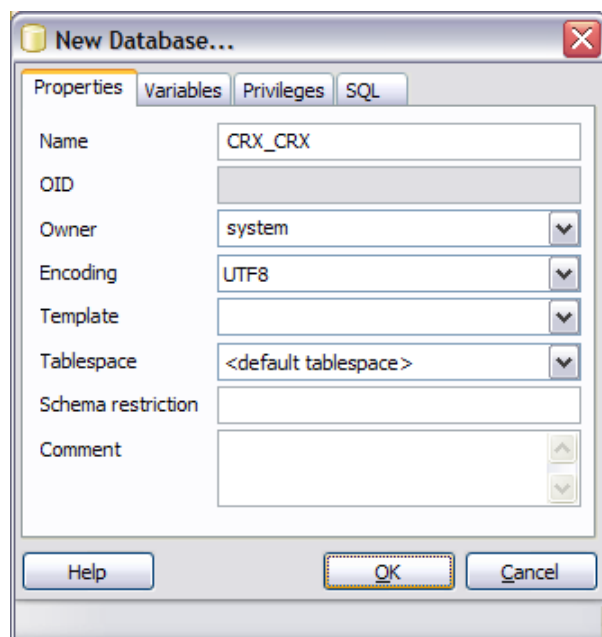 New Database...
Properties Variables Privileges SQL
Name CRX_CRX
OID
Owner system
Encoding UTF8
Template
Tablespace <default tablespace>
Schema restriction
Comment
Help OK Cancel